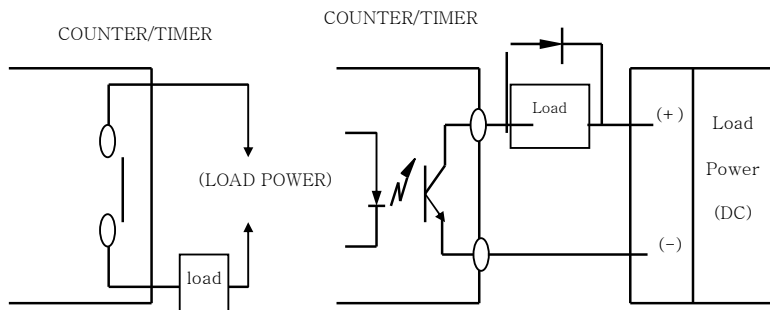 COUNTER/TIMER
(LOAD POWER)
load
COUNTER/TIMER
Load
(+)
(-)
Load
Power
(DC)